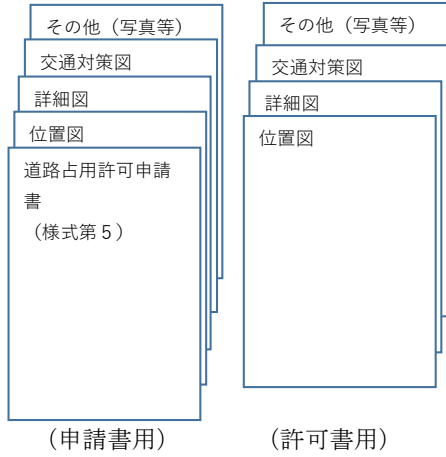 その他（写真等）
交通対策図
詳細図
位置図
道路占用許可申請
書
（様式第５）
（申請書用）
その他（写真等）
交通対策図
詳細図
位置図
（許可書用）